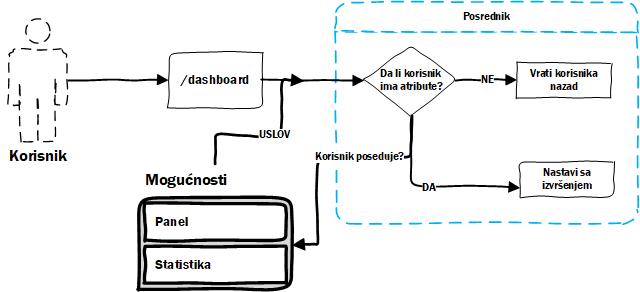 Posrednik
Da li korisnik
ima atribute?
/dashboard
NE
Vrati korisnika
nazad
Korisnik
USLOV
Korisnik poseduje?
Mogućnosti
DA
Nastavi sa
izvršenjem
Panel
Statistika